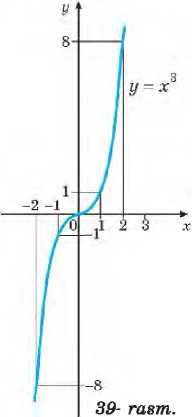 y
8
y = x³
1
-2 -1
0 1 2 3 x
-1
-8
39- rasm.